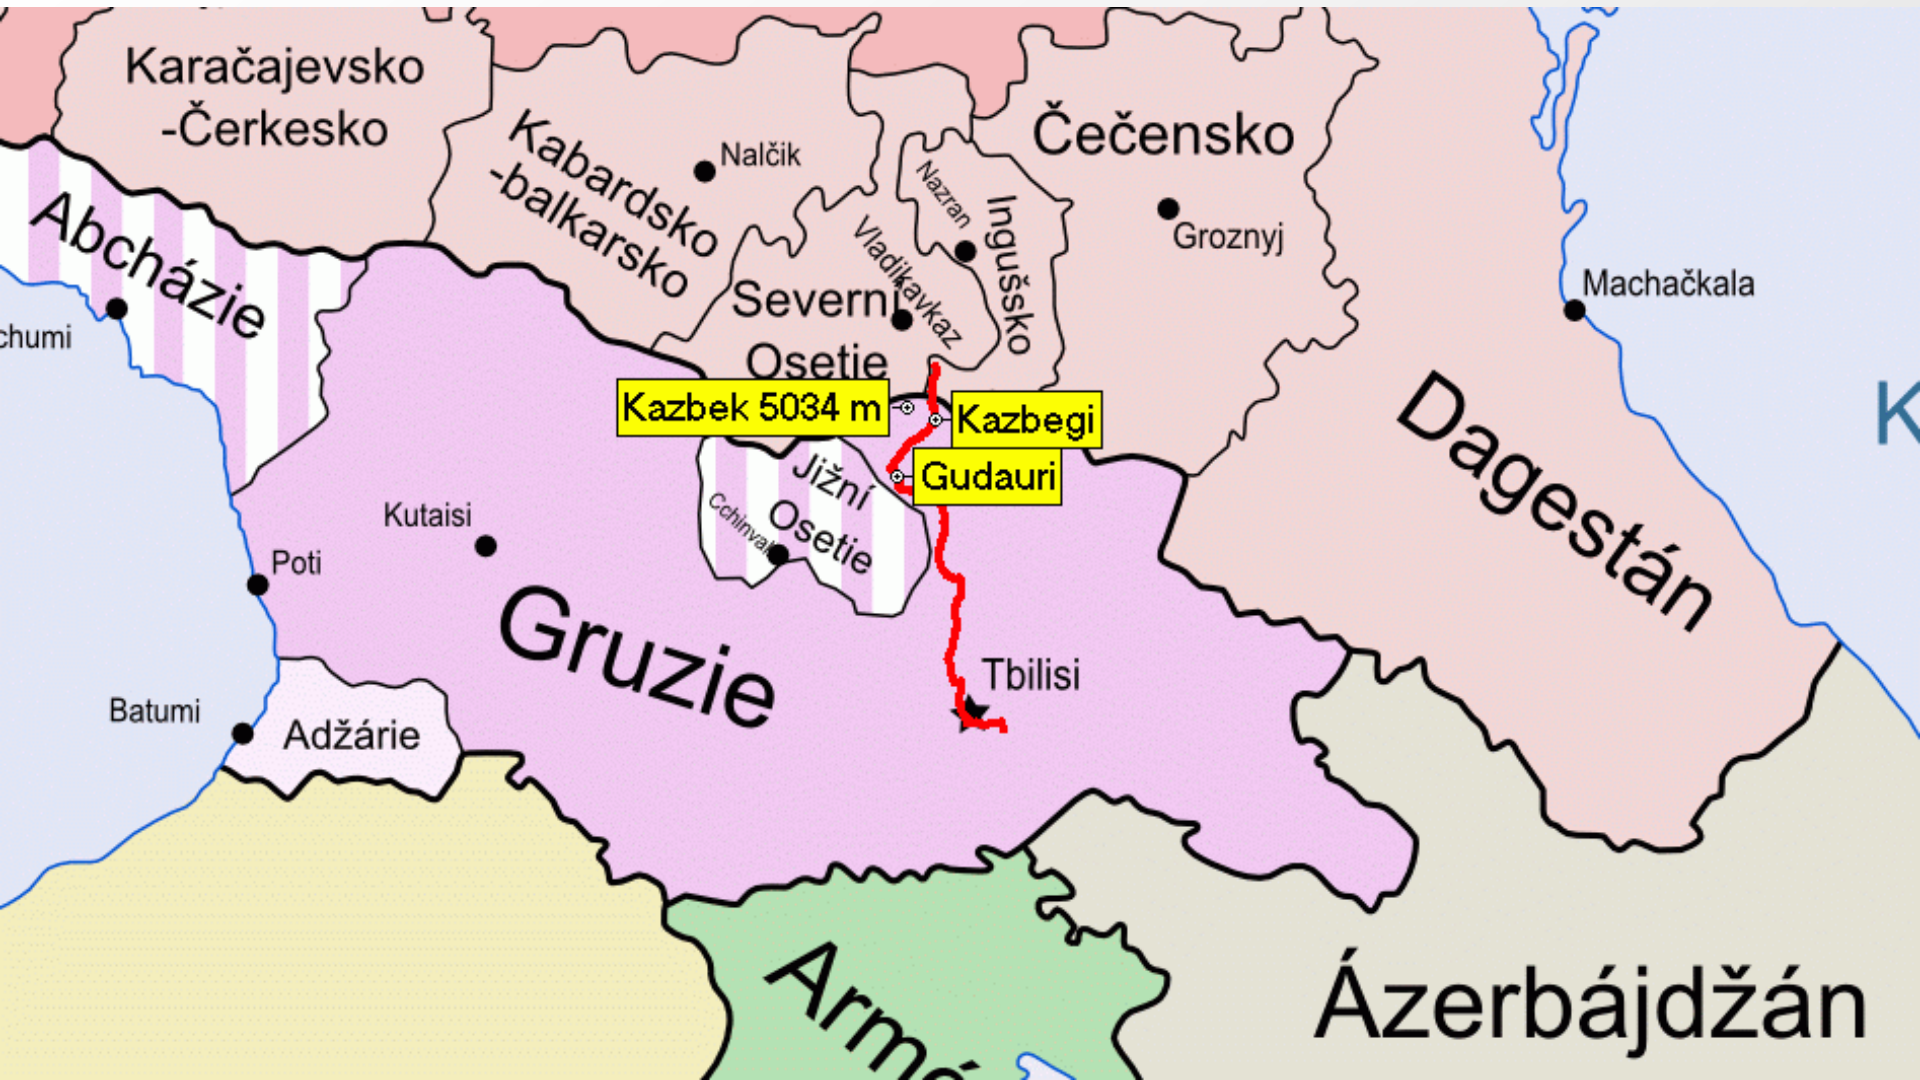 Karačajevsko
-Čerkesko
Kabardsko
-balkarsko
Nalčik
Čečensko
Groznyj
Nazran
Ingušsko
Vladikavkaz
Severní
Osetie
Abcházie
chumi
Machačkala
Dagestán
K
Kazbek 5034 m
Kazbegi
Gudauri
Jižní
Osetie
Cchinvali
Kutaisi
Poti
Gruzie
Tbilisi
Batumi
Adžárie
Armé
Ázerbájdžán